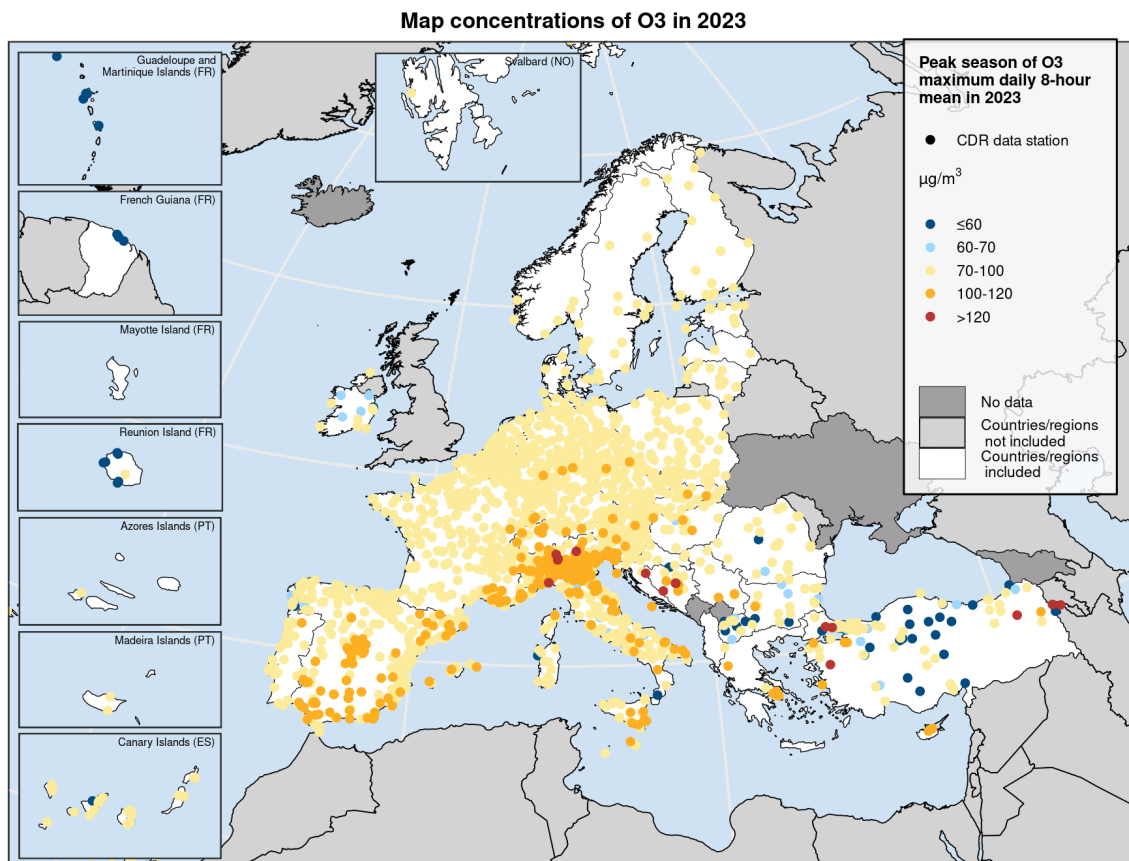 Map concentrations of O3 in 2023
Guadeloupe and
Martinique Islands (FR)
Svalbard (NO)
French Guiana (FR)
Mayotte Island (FR)
Reunion Island (FR)
Azores Islands (PT)
Madeira Islands (PT)
Canary Islands (ES)
Peak season of O3
maximum daily 8-hour
mean in 2023
CDR data station
µg/m³
≤60
60-70
70-100
100-120
>120
No data
Countries/regions
not included
Countries/regions
included